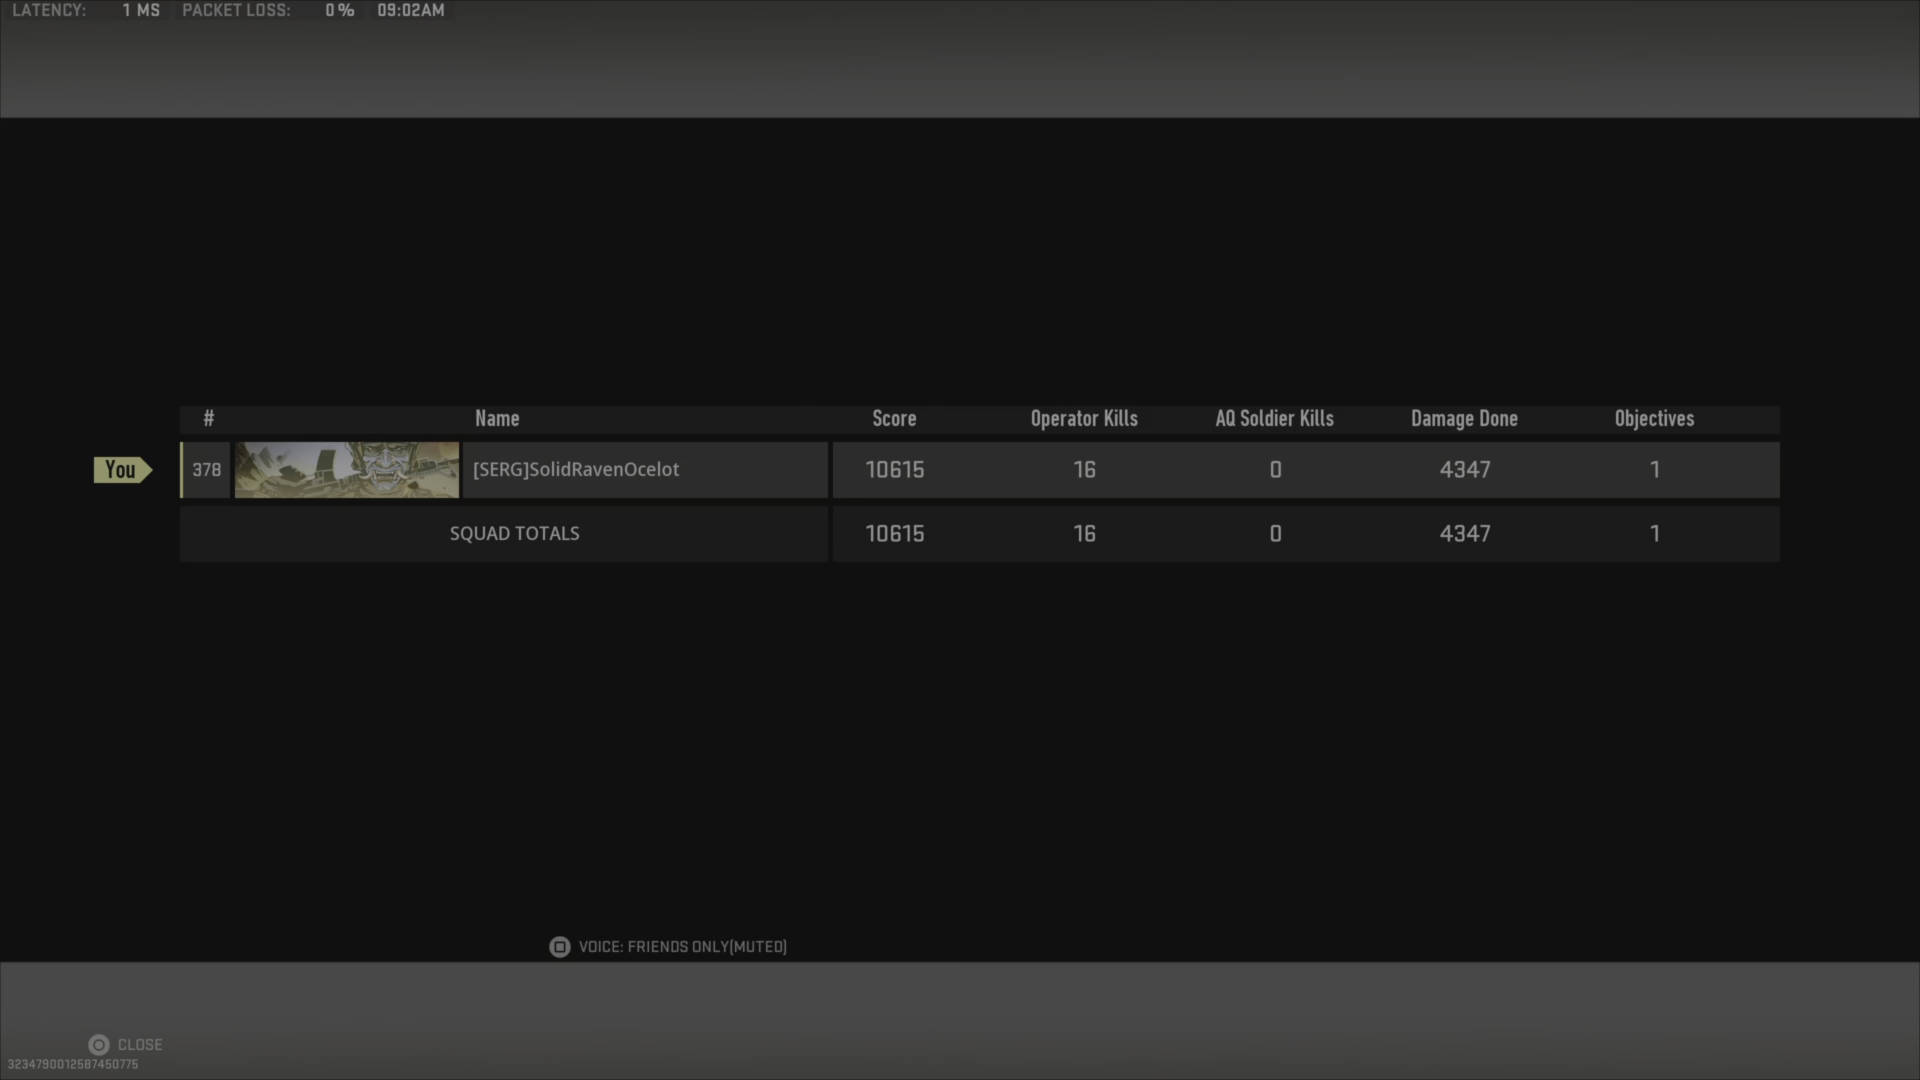 LATENCY: 1 MS PACKET LOSS: 0% 09:02AM
# Name Score Operator Kills AQ Soldier Kills Damage Done Objectives
You 378 [SERG]SolidRavenOcelot 10615 16 0 4347 1
SQUAD TOTALS 10615 16 0 4347 1
VOICE: FRIENDS ONLY(MUTED)
CLOSE
3234790012587450775